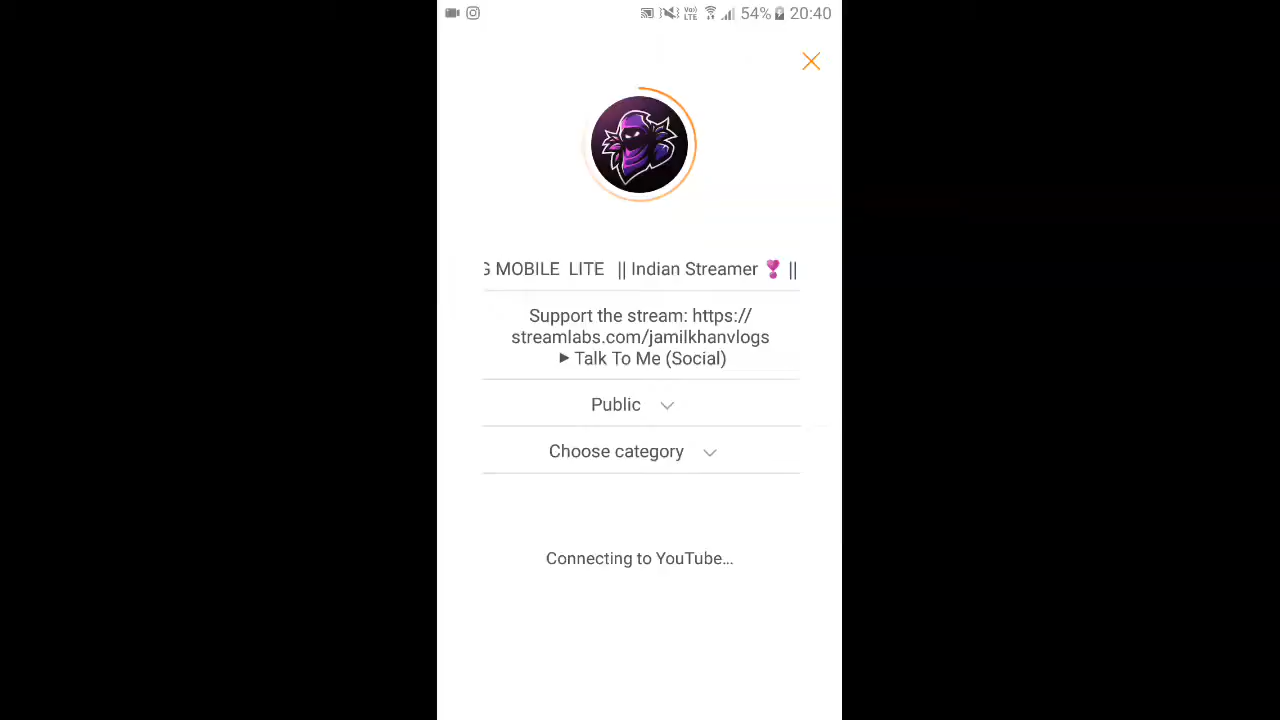 54% 20:40
G MOBILE LITE || Indian Streamer ❣ ||
Support the stream: https://
streamlabs.com/jamilkhanvlogs
▶ Talk To Me (Social)
Public
Choose category
Connecting to YouTube...